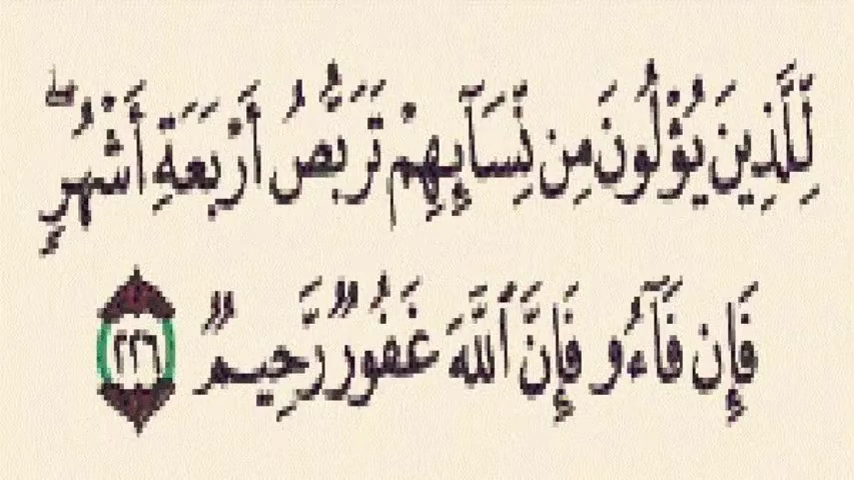 لِّلَّذِينَ يُؤْلُونَ مِن نِّسَآئِهِمْ تَرَبُّصُ أَرْبَعَةِ أَشْهُرٍ ۖ
فَإِن فَآءُو فَإِنَّ ٱللَّهَ غَفُورٌ رَّحِيمٌ ٢٢٦